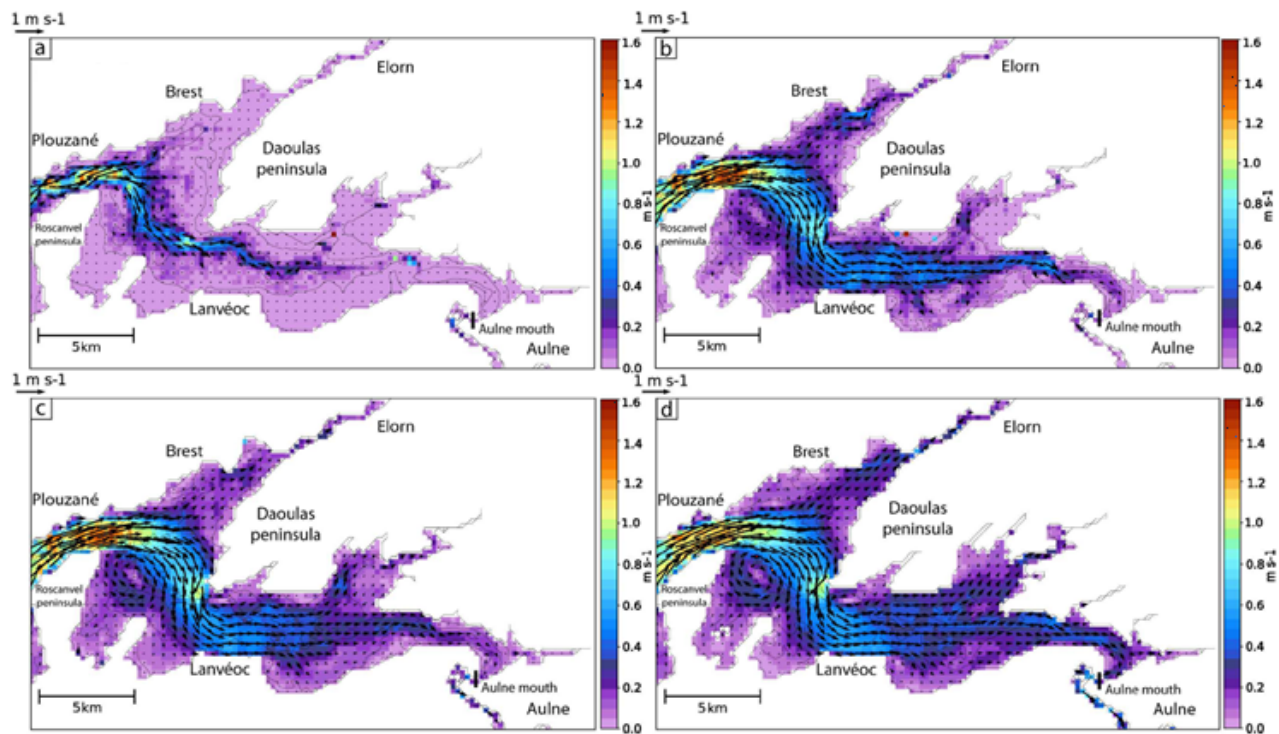 1 m s-1
a
Elorn
Brest
Plouzané
Daoulas
peninsula
Roscanvel
peninsula
Lanvéoc
Aulne mouth
Aulne
5km
1.6
1.4
1.2
1.0
0.8
0.6
0.4
0.2
0.0
m s-1
1 m s-1
b
Elorn
Brest
Plouzané
Daoulas
peninsula
Roscanvel
peninsula
Lanvéoc
Aulne mouth
Aulne
5km
1.6
1.4
1.2
1.0
0.8
0.6
0.4
0.2
0.0
m s-1
1 m s-1
c
Elorn
Brest
Plouzané
Daoulas
peninsula
Roscanvel
peninsula
Lanvéoc
Aulne mouth
Aulne
5km
1.6
1.4
1.2
1.0
0.8
0.6
0.4
0.2
0.0
m s-1
1 m s-1
d
Elorn
Brest
Plouzané
Daoulas
peninsula
Roscanvel
peninsula
Lanvéoc
Aulne mouth
Aulne
5km
1.6
1.4
1.2
1.0
0.8
0.6
0.4
0.2
0.0
m s-1